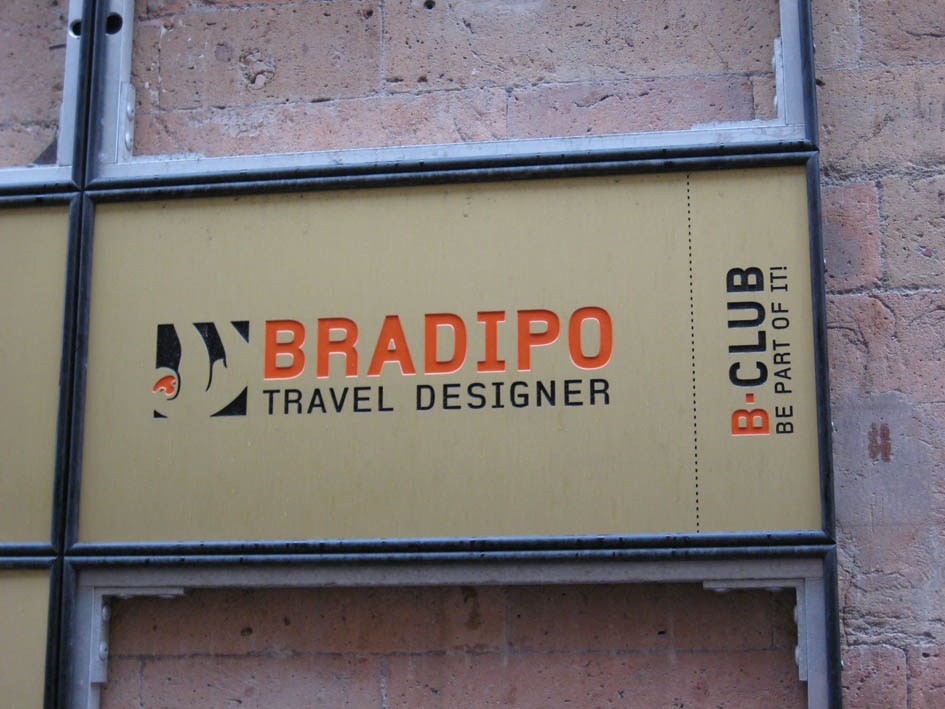 BRADIPO
TRAVEL DESIGNER
B·CLUB
BE PART OF IT!